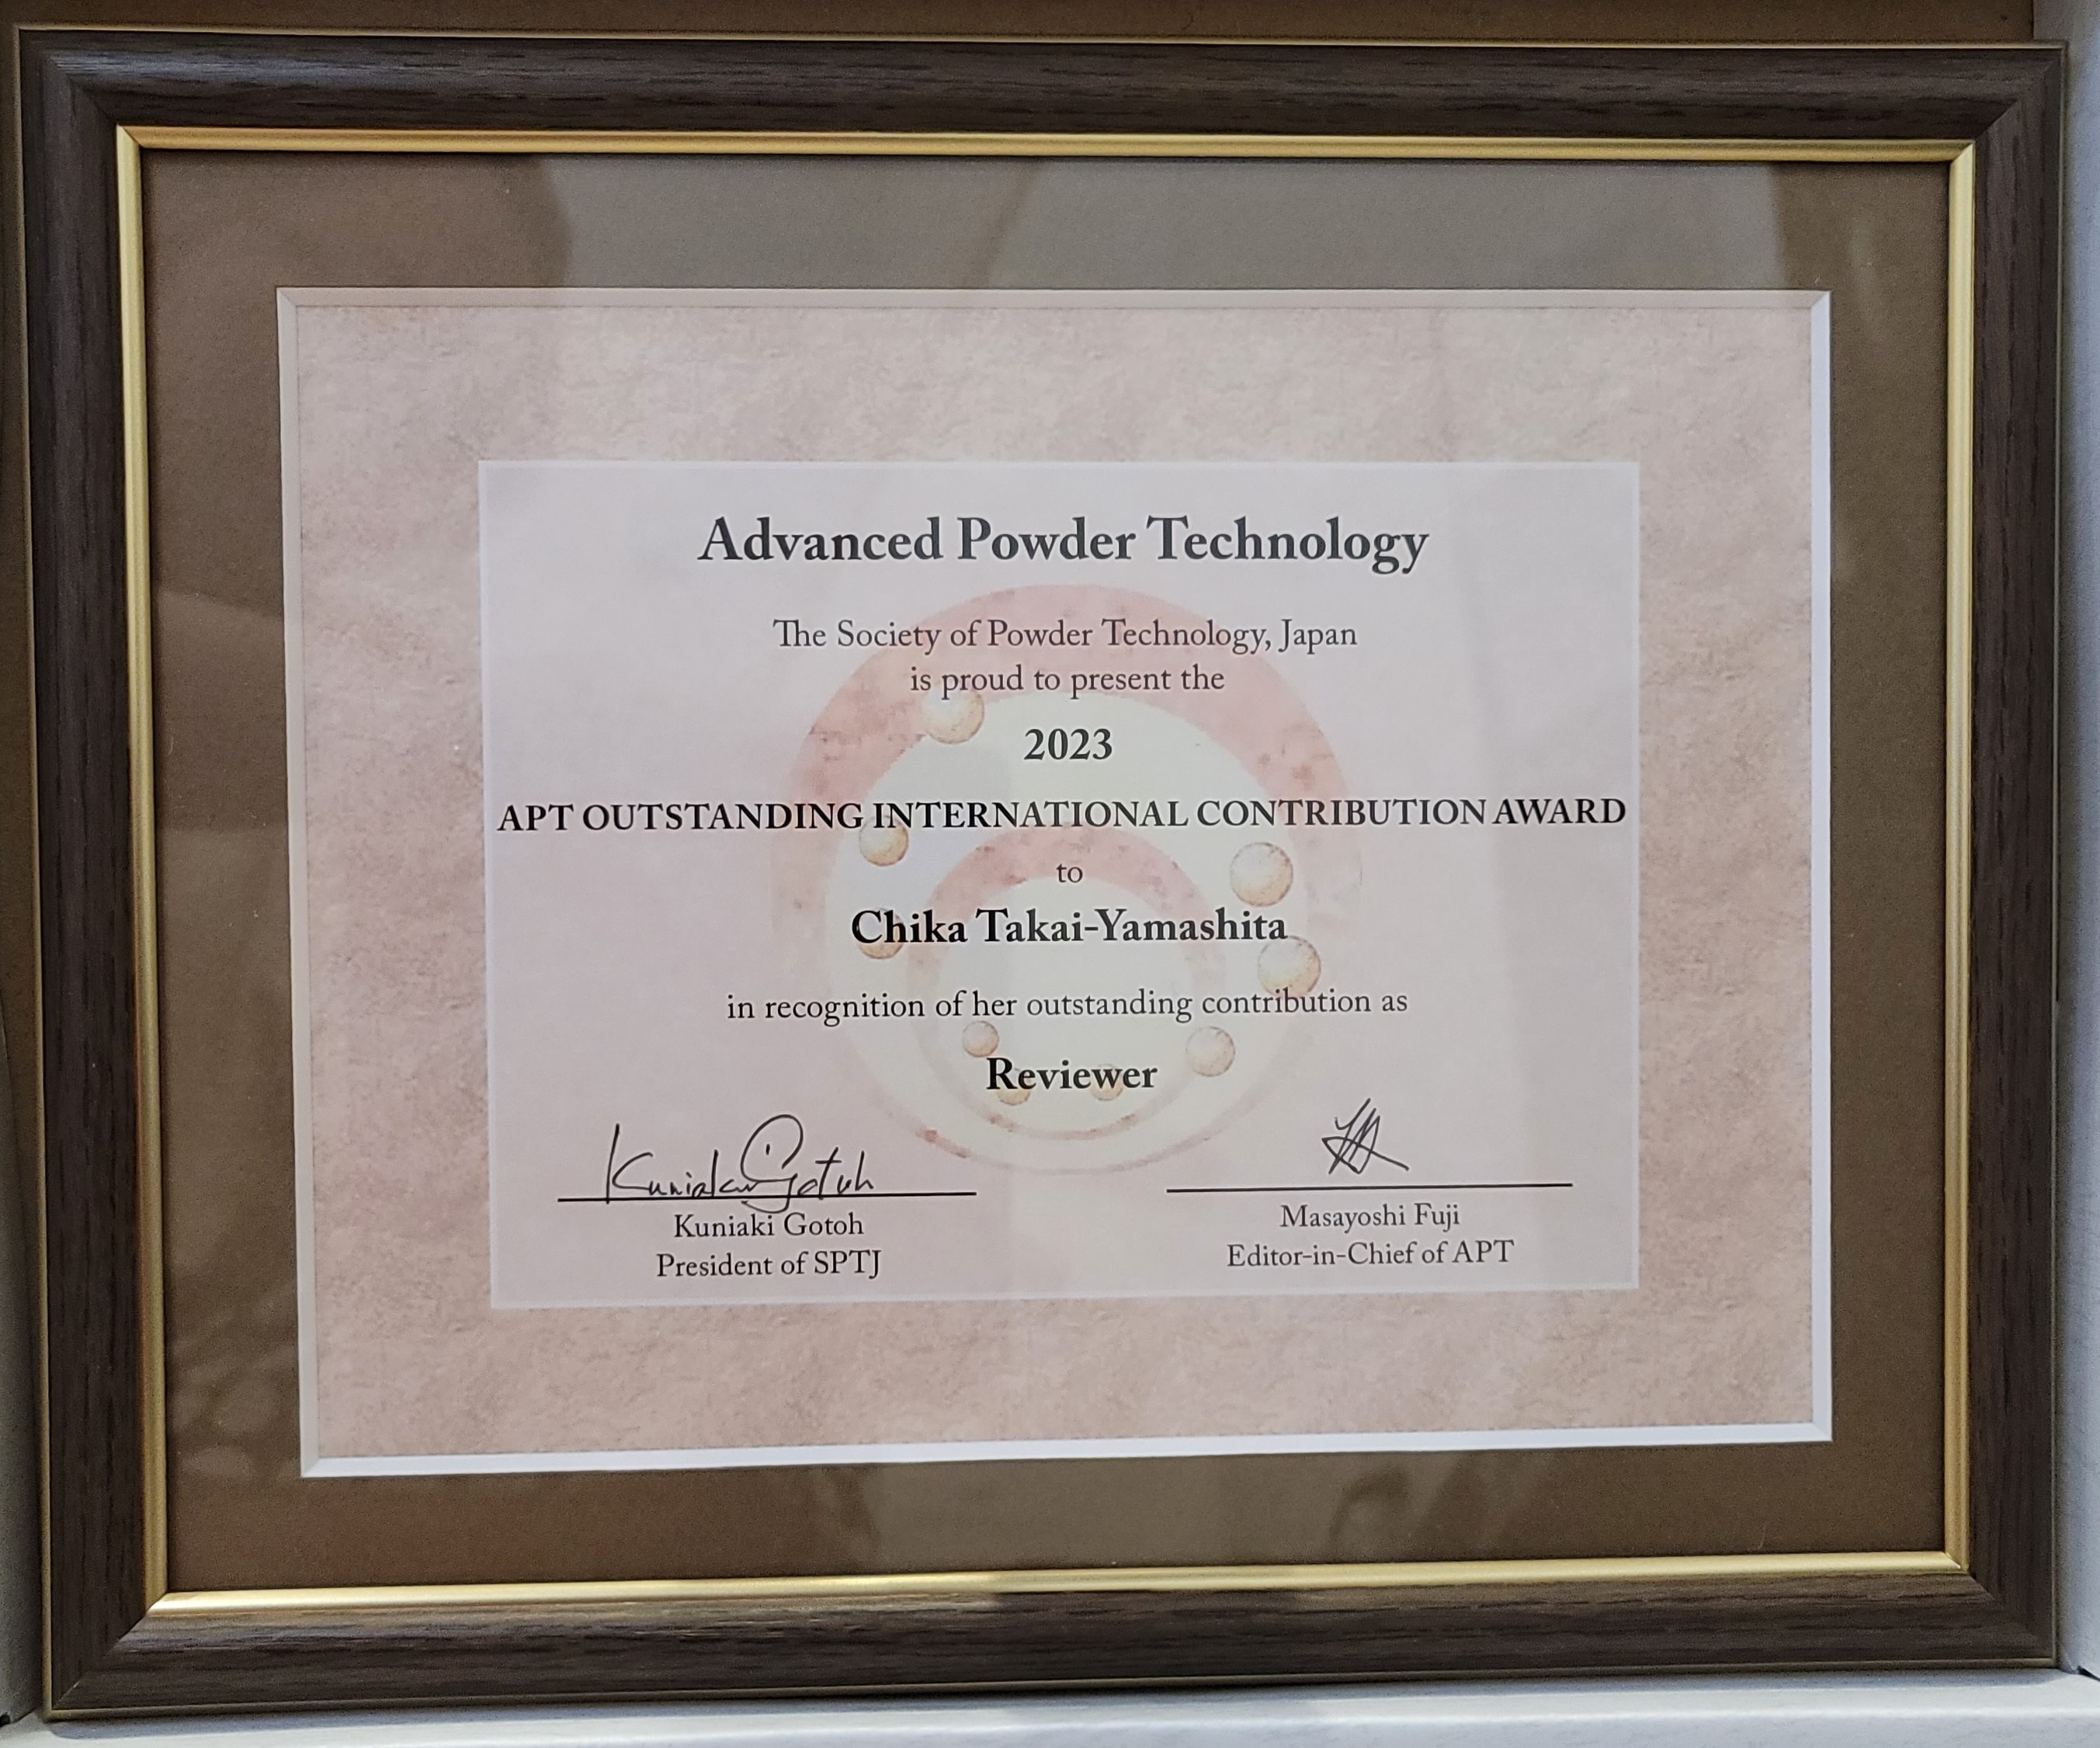 Advanced Powder Technology
The Society of Powder Technology, Japan
is proud to present the
2023
APT OUTSTANDING INTERNATIONAL CONTRIBUTION AWARD
to
Chika Takai-Yamashita
in recognition of her outstanding contribution as
Reviewer
Kuniaki Gotoh
Kuniaki Gotoh
President of SPTJ
Masayoshi Fuji
Editor-in-Chief of APT